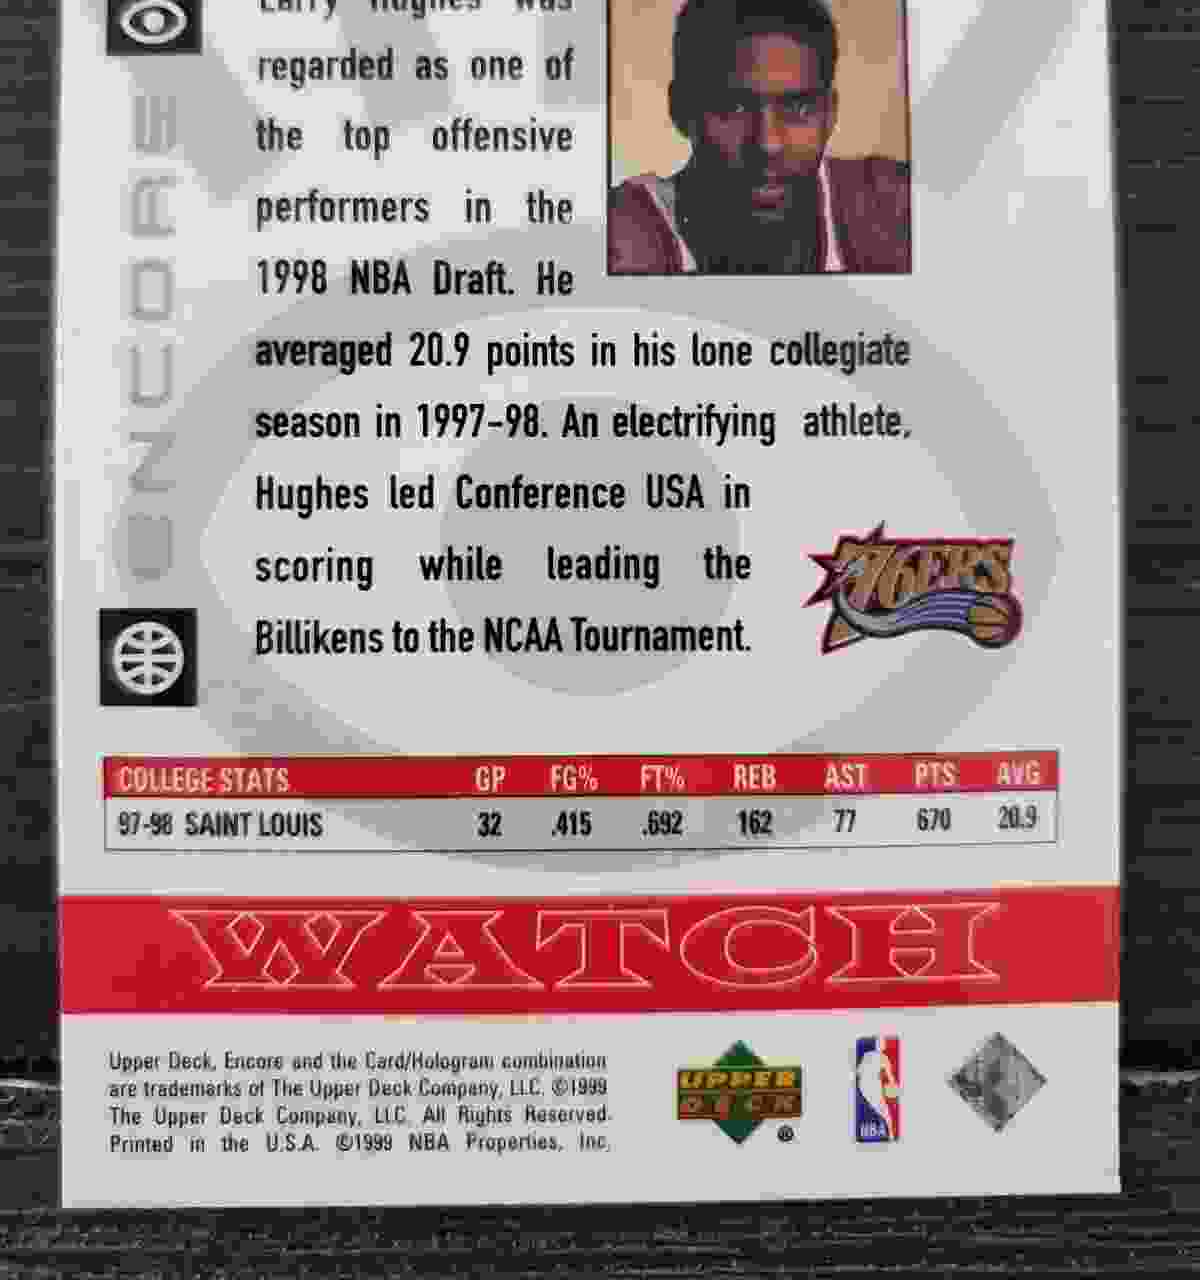 Larry Hughes was
regarded as one of
the top offensive
performers in the
1998 NBA Draft. He
averaged 20.9 points in his lone collegiate
season in 1997-98. An electrifying athlete,
Hughes led Conference USA in
scoring while leading the
Billikens to the NCAA Tournament.
ENCORE
76ERS
COLLEGE STATS GP FG% FT% REB AST PTS AVG
97-98 SAINT LOUIS 32 .415 .692 162 77 670 20.9
WATCH
Upper Deck, Encore and the Card/Hologram combination
are trademarks of The Upper Deck Company, LLC. ©1999
The Upper Deck Company, LLC. All Rights Reserved.
Printed in the U.S.A. ©1999 NBA Properties, Inc.
UPPER
DECK
®
NBA